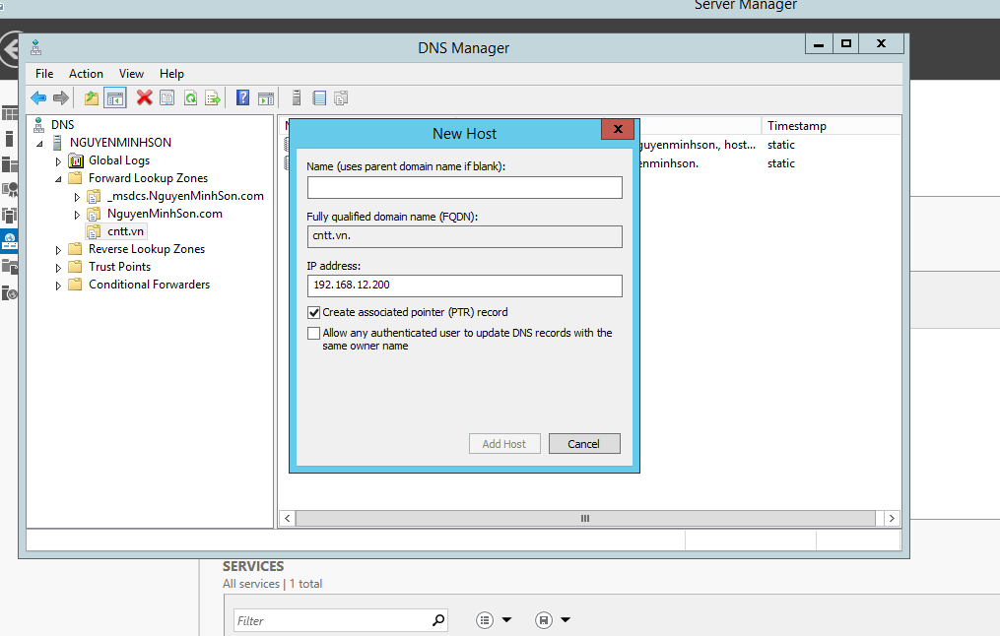 Server Manager
DNS Manager
File Action View Help
DNS
NGUYENMINHSON
Global Logs
Forward Lookup Zones
_msdcs.NguyenMinhSon.com
NguyenMinhSon.com
cntt.vn
Reverse Lookup Zones
Trust Points
Conditional Forwarders
Timestamp
guyenminhson., host... static
enminhson. static
New Host
Name (uses parent domain name if blank):
Fully qualified domain name (FQDN):
cntt.vn.
IP address:
192.168.12.200
Create associated pointer (PTR) record
Allow any authenticated user to update DNS records with the
same owner name
Add Host Cancel
SERVICES
All services | 1 total
Filter